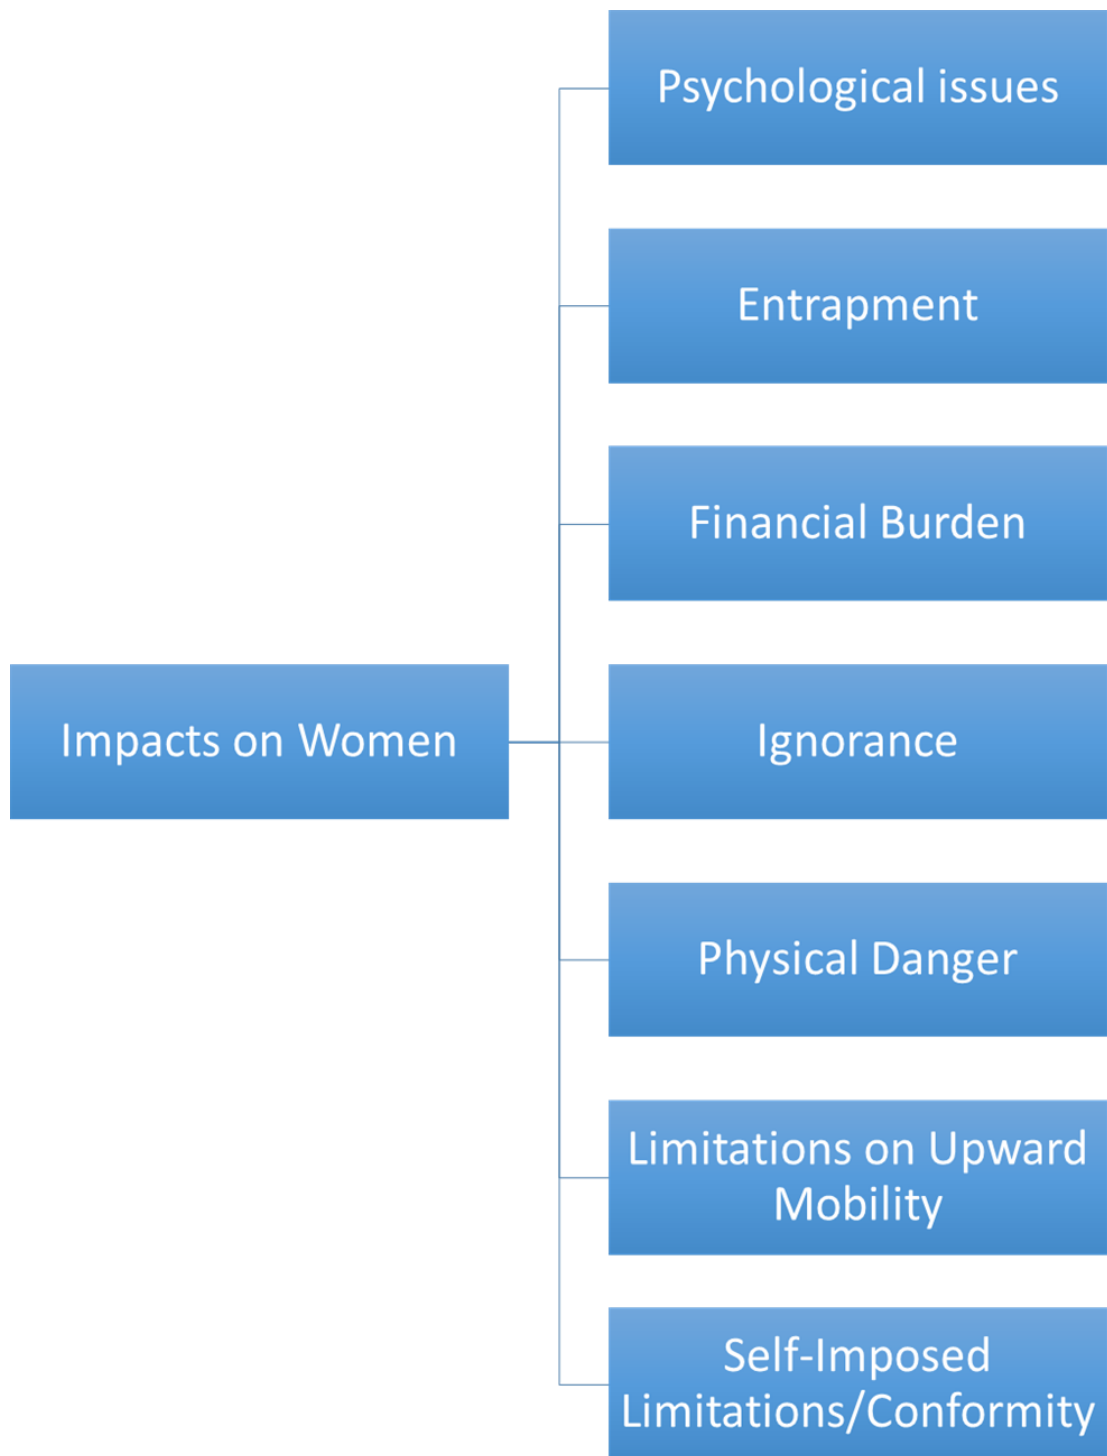 Psychological issues
Entrapment
Financial Burden
Impacts on Women
Ignorance
Physical Danger
Limitations on Upward
Mobility
Self-Imposed
Limitations/Conformity